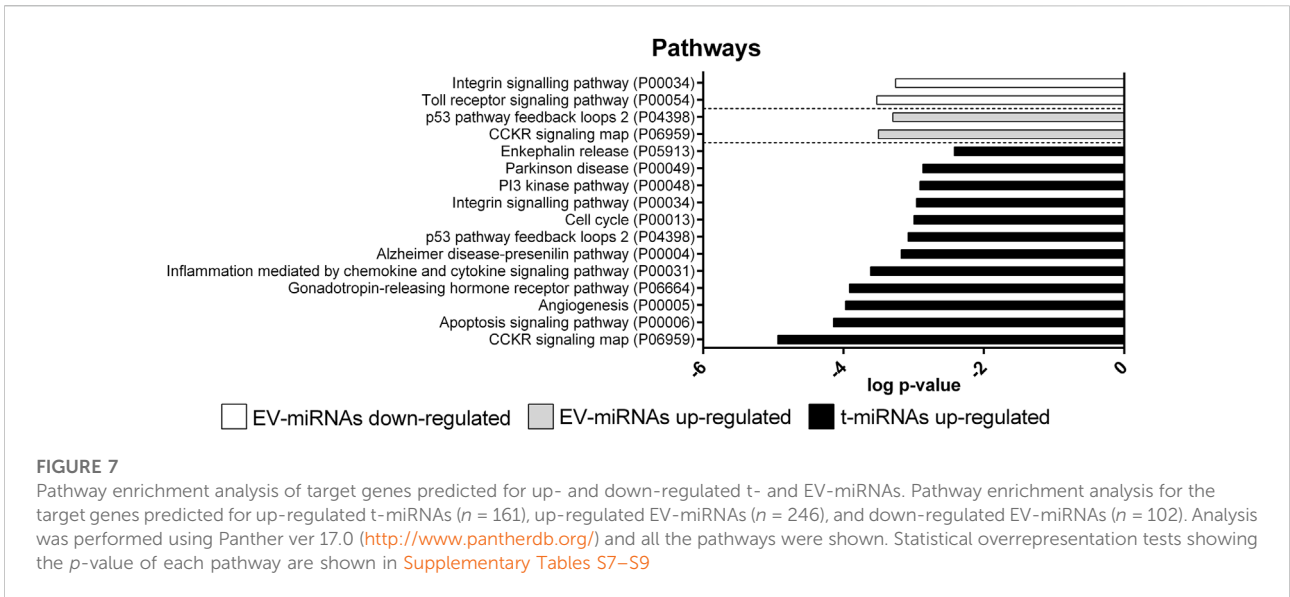 Pathways
Integrin signalling pathway (P00034)
Toll receptor signaling pathway (P00054)
p53 pathway feedback loops 2 (P04398)
CCKR signaling map (P06959)
Enkephalin release (P05913)
Parkinson disease (P00049)
PI3 kinase pathway (P00048)
Integrin signalling pathway (P00034)
Cell cycle (P00013)
p53 pathway feedback loops 2 (P04398)
Alzheimer disease-presenilin pathway (P00004)
Inflammation mediated by chemokine and cytokine signaling pathway (P00031)
Gonadotropin-releasing hormone receptor pathway (P06664)
Angiogenesis (P00005)
Apoptosis signaling pathway (P00006)
CCKR signaling map (P06959)
-6 -4 -2 0
log p-value
EV-miRNAs down-regulated EV-miRNAs up-regulated t-miRNAs up-regulated
FIGURE 7
Pathway enrichment analysis of target genes predicted for up- and down-regulated t- and EV-miRNAs. Pathway enrichment analysis for the
target genes predicted for up-regulated t-miRNAs (n = 161), up-regulated EV-miRNAs (n = 246), and down-regulated EV-miRNAs (n = 102). Analysis
was performed using Panther ver 17.0 (http://www.pantherdb.org/) and all the pathways were shown. Statistical overrepresentation tests showing
the p-value of each pathway are shown in Supplementary Tables S7–S9